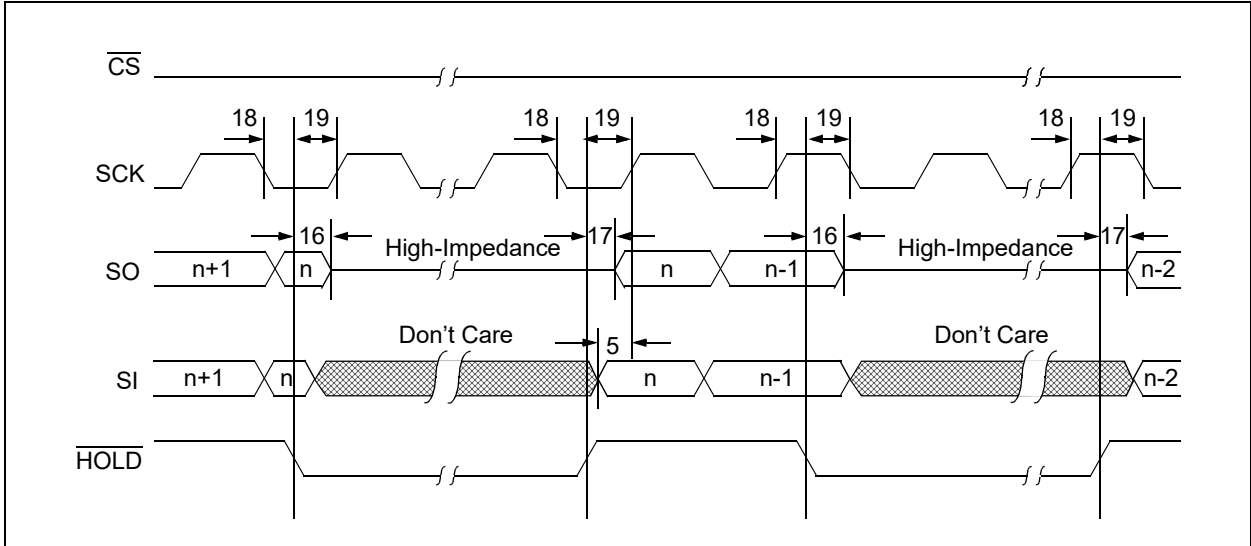 CS
18 19 18 19 18 19 18 19
SCK
16 High-Impedance 17 16 High-Impedance 17
SO n+1 n n n-1 n-2
Don't Care 5 Don't Care
SI n+1 n n n-1 n-2
HOLD